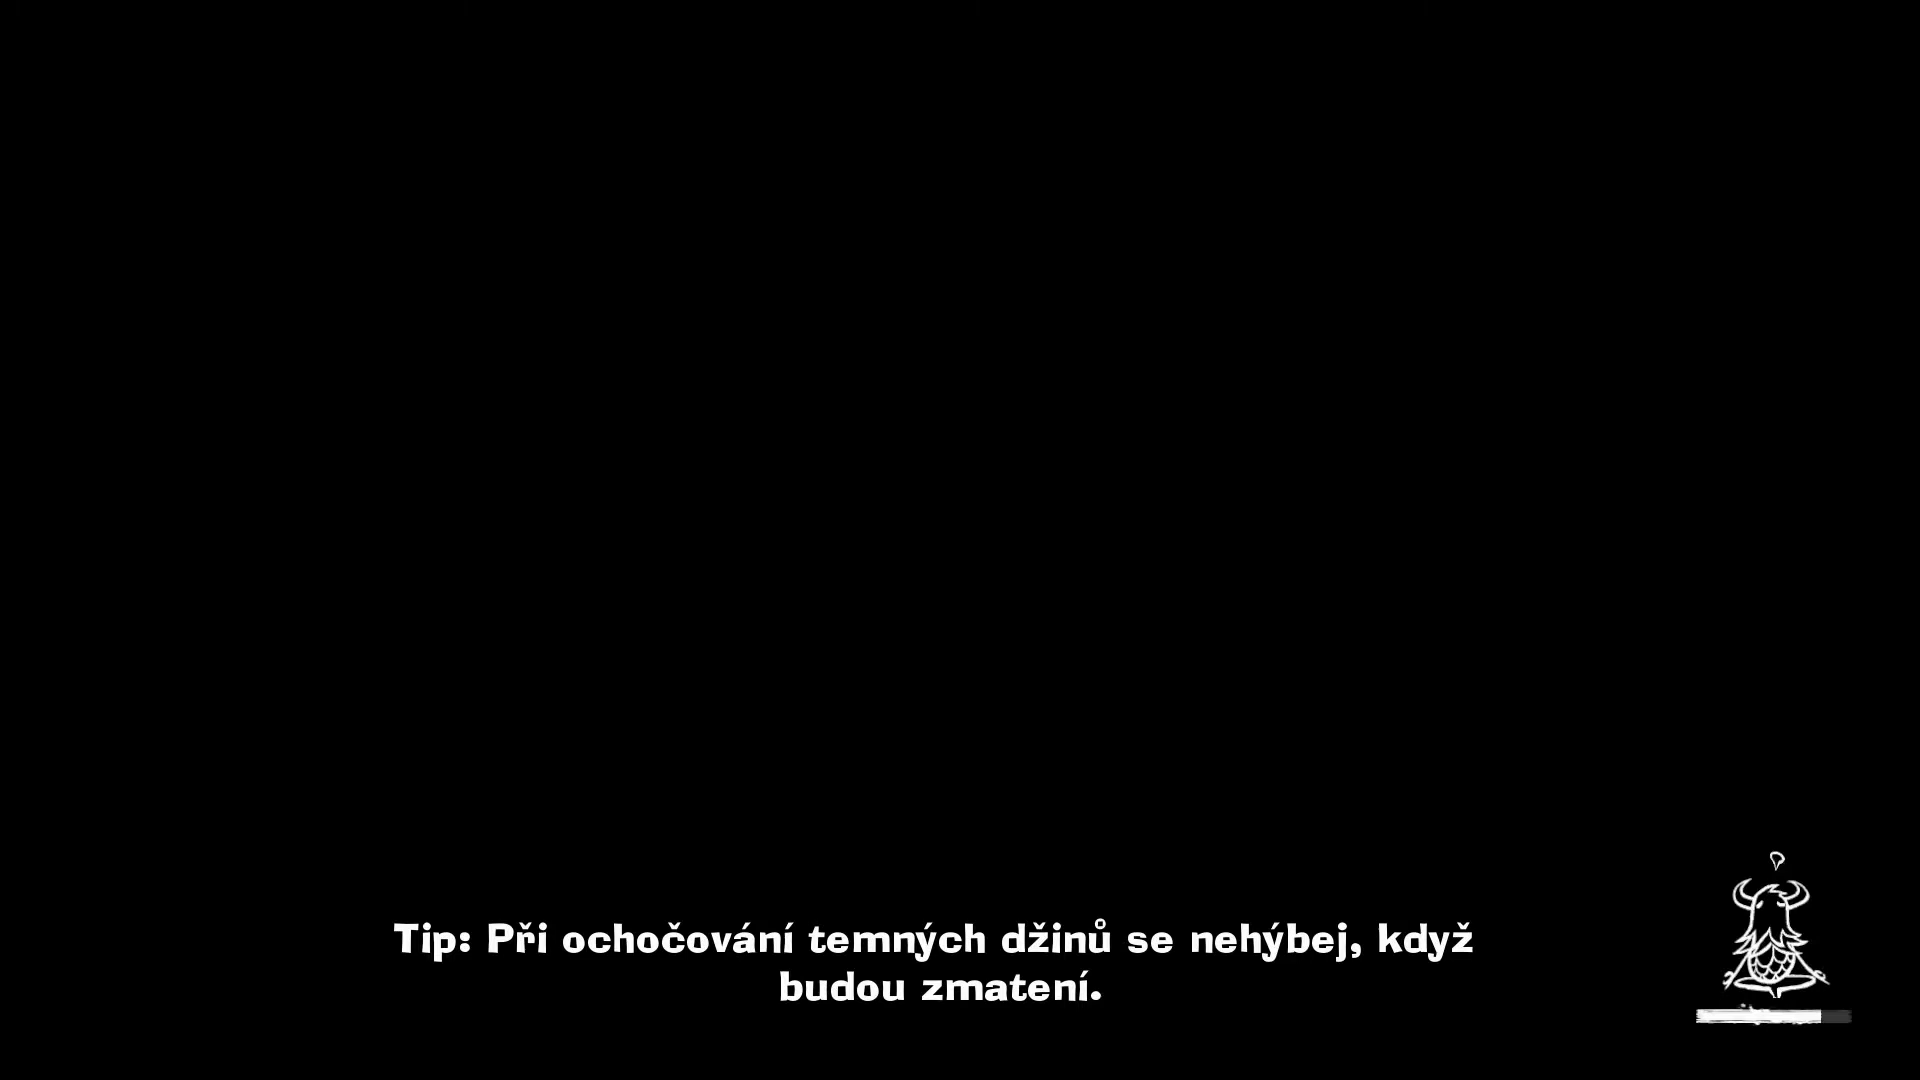 Tip: Při ochočování temných džinů se nehýbej, když
budou zmatení.